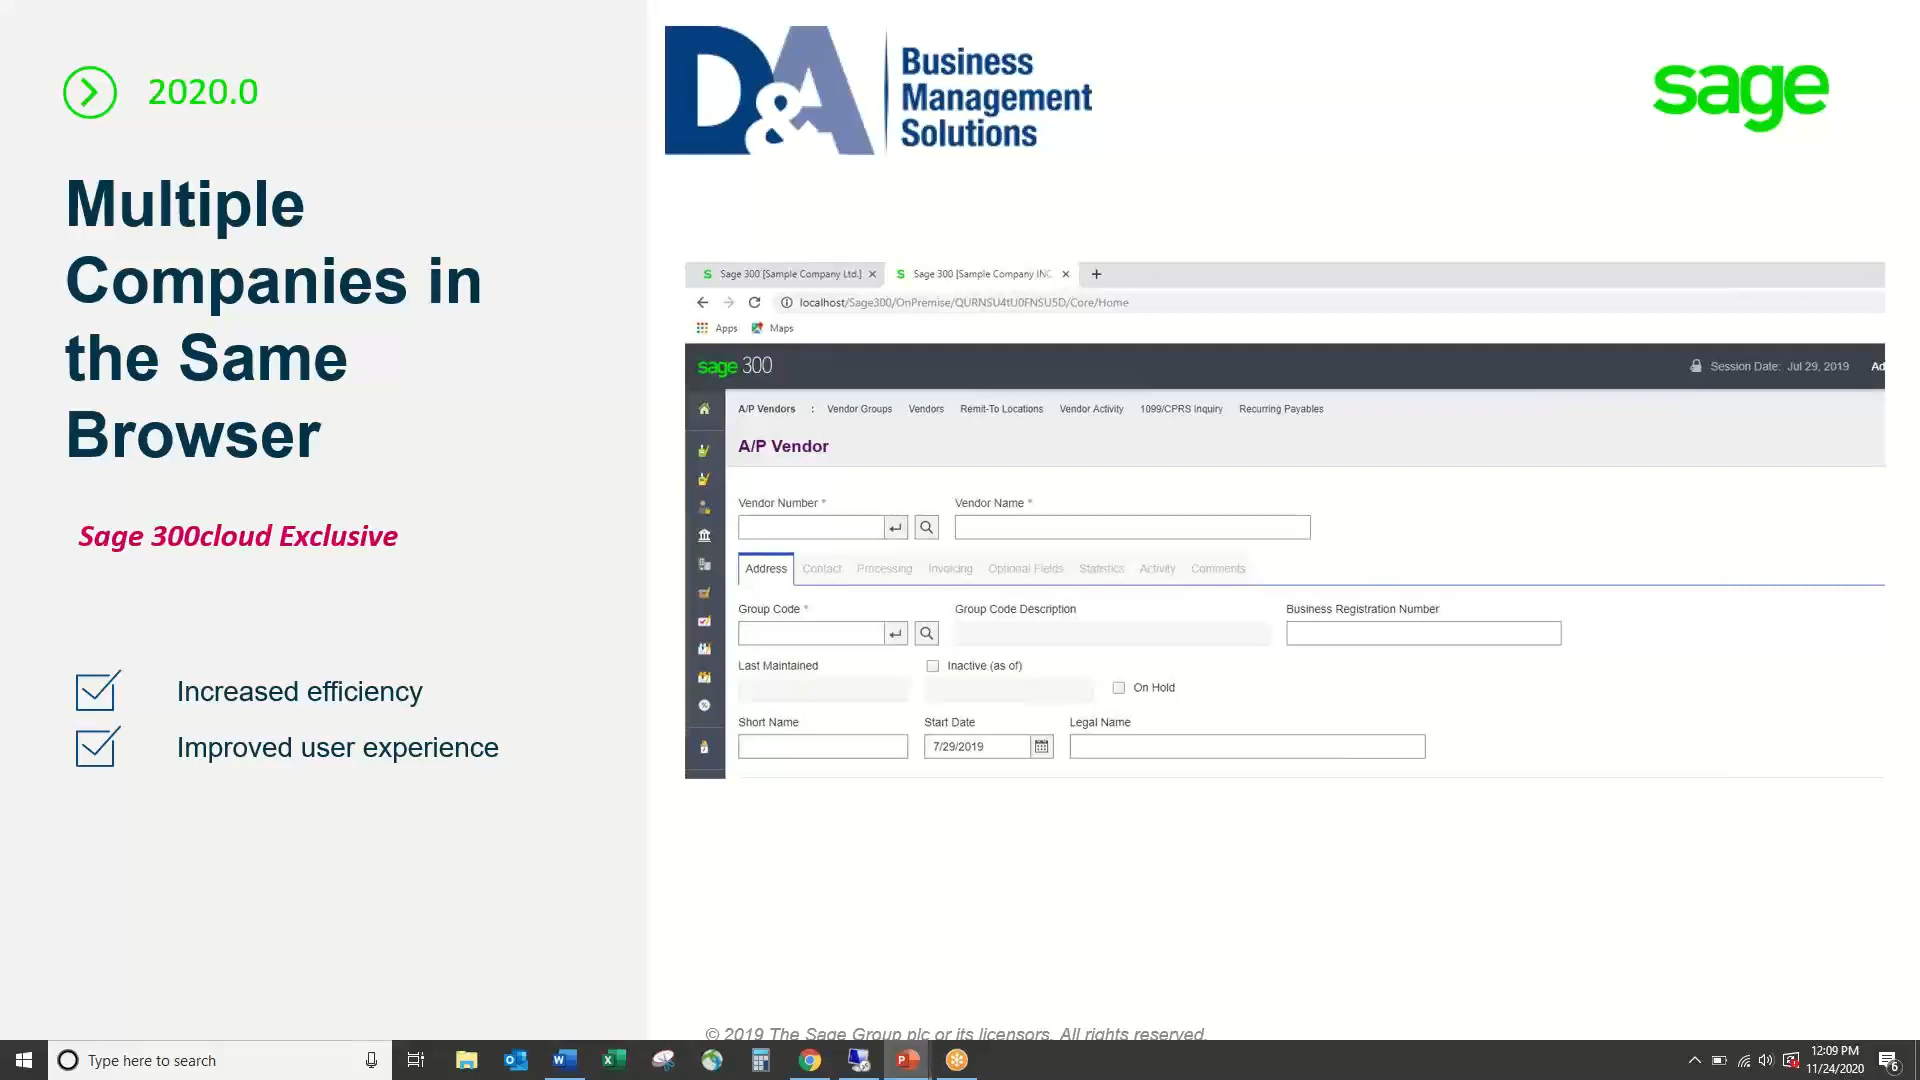 2020.0
Multiple
Companies in
the Same
Browser
Sage 300cloud Exclusive
Increased efficiency
Improved user experience
D&A
Business
Management
Solutions
sage
Sage 300 [Sample Company Ltd.]
Sage 300 [Sample Company INC
localhost/Sage300/OnPremise/QURNSU4tU0FNSU5D/Core/Home
Apps Maps
sage 300
Session Date: Jul 29, 2019 Ad
A/P Vendors : Vendor Groups Vendors Remit-To Locations Vendor Activity 1099/CPRS Inquiry Recurring Payables
A/P Vendor
Vendor Number * Vendor Name *
Address Contact Processing Invoicing Optional Fields Statistics Activity Comments
Group Code * Group Code Description Business Registration Number
Last Maintained Inactive (as of)
On Hold
Short Name Start Date Legal Name
7/29/2019
© 2019 The Sage Group plc or its licensors. All rights reserved.
Type here to search
12:09 PM
11/24/2020
6